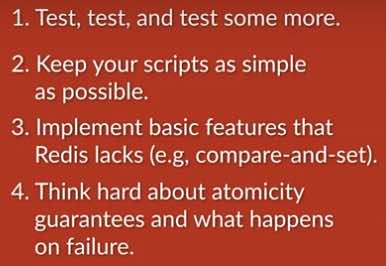 1. Test, test, and test some more.
2. Keep your scripts as simple
as possible.
3. Implement basic features that
Redis lacks (e.g, compare-and-set).
4. Think hard about atomicity
guarantees and what happens
on failure.